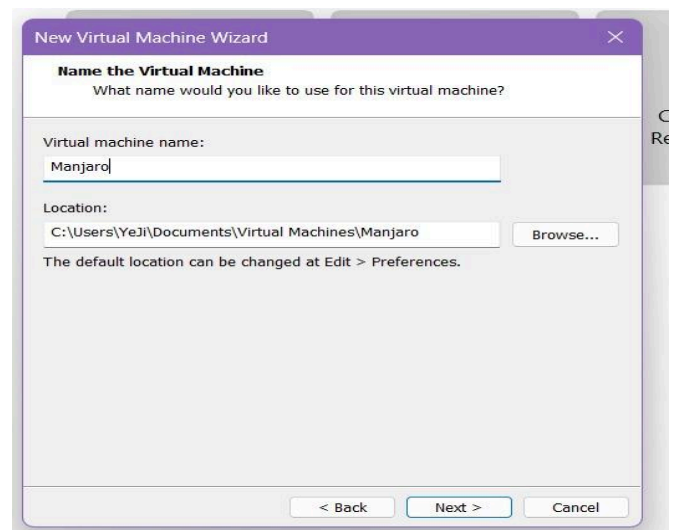 New Virtual Machine Wizard
Name the Virtual Machine
What name would you like to use for this virtual machine?
Virtual machine name:
Manjaro
Location:
C:\Users\YeJi\Documents\Virtual Machines\Manjaro
Browse...
The default location can be changed at Edit > Preferences.
< Back
Next >
Cancel